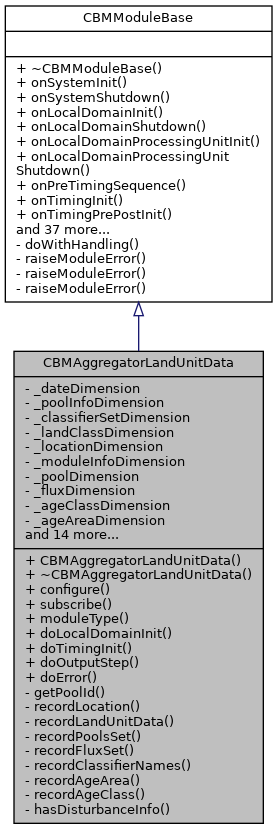 CBMModuleBase
+ ~CBMModuleBase()
+ onSystemInit()
+ onSystemShutdown()
+ onLocalDomainInit()
+ onLocalDomainShutdown()
+ onLocalDomainProcessingUnitInit()
+ onLocalDomainProcessingUnit
Shutdown()
+ onPreTimingSequence()
+ onTimingInit()
+ onTimingPrePostInit()
and 37 more...
- doWithHandling()
- raiseModuleError()
- raiseModuleError()
- raiseModuleError()
CBMAggregatorLandUnitData
- _dateDimension
- _poolInfoDimension
- _classifierSetDimension
- _landClassDimension
- _locationDimension
- _moduleInfoDimension
- _poolDimension
- _fluxDimension
- _ageClassDimension
- _ageAreaDimension
and 14 more...
+ CBMAggregatorLandUnitData()
+ ~CBMAggregatorLandUnitData()
+ configure()
+ subscribe()
+ moduleType()
+ doLocalDomainInit()
+ doTimingInit()
+ doOutputStep()
+ doError()
- getPoolId()
- recordLocation()
- recordLandUnitData()
- recordPoolsSet()
- recordFluxSet()
- recordClassifierNames()
- recordAgeArea()
- recordAgeClass()
- hasDisturbanceInfo()